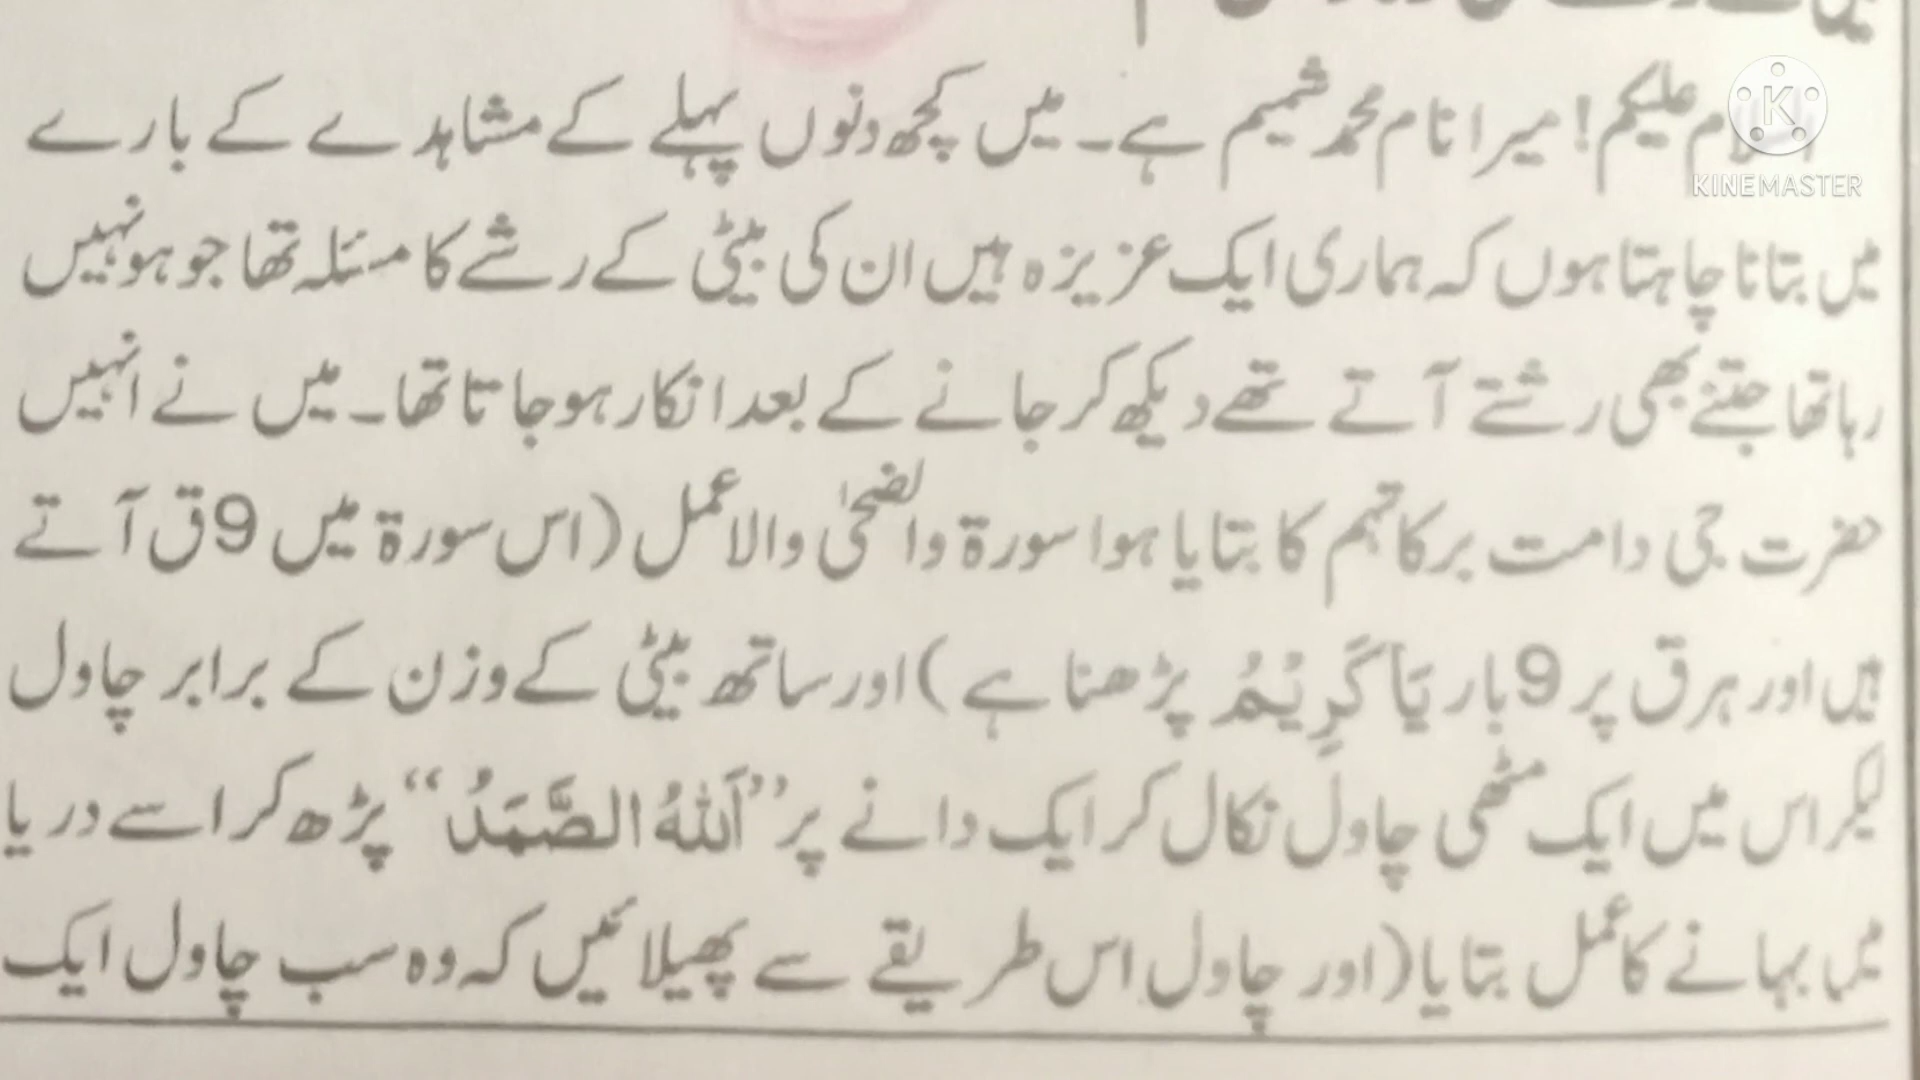 السلام علیکم! میرا نام محمد شمیم ہے۔ میں کچھ دنوں پہلے کے مشاہدے کے بارے
میں بتانا چاہتا ہوں کہ ہماری ایک عزیزہ ہیں ان کی بیٹی کے رشے کا مسئلہ تھا جو ہو نہیں
رہا تھا جتنے بھی رشتے آتے تھے دیکھ کر جانے کے بعد انکار ہو جاتا تھا۔ میں نے انہیں
حضرت جی دامت برکاتہم کا بتایا ہوا سورۃ والضحیٰ والا عمل (اس سورۃ میں 9 ق آتے
ہیں اور ہر ق پر 9 بار یَا کَرِیْمُ پڑھنا ہے) اور ساتھ بیٹی کے وزن کے برابر چاول
لیکر اس میں ایک مٹھی چاول نکال کر ایک دانے پر ’’اَللّٰہُ الصَّمَدُ‘‘ پڑھ کر اسے دریا
میں بہانے کا عمل بتایا (اور چاول اس طریقے سے پھیلائیں کہ وہ سب چاول ایک
KINEMASTER